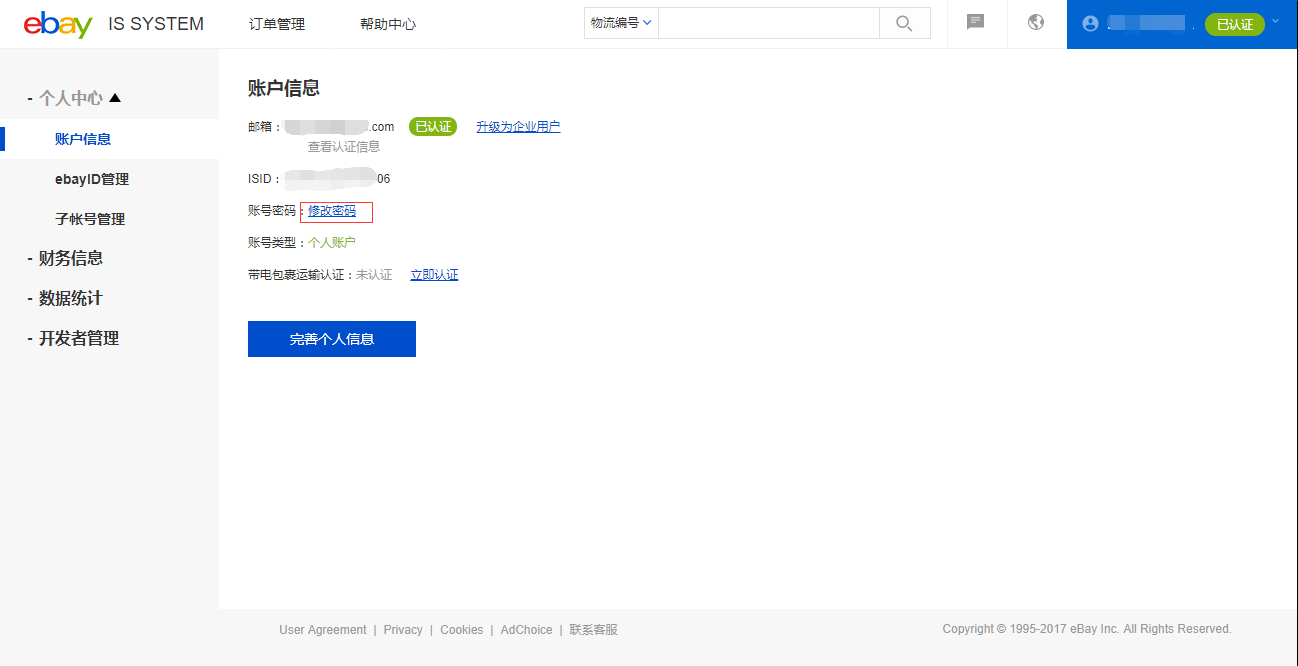 ebay IS SYSTEM 订单管理 帮助中心 物流编号 已认证
- 个人中心
账户信息
ebayID管理
子帐号管理
- 财务信息
- 数据统计
- 开发者管理
账户信息
邮箱： .com 已认证 升级为企业用户
查看认证信息
ISID： 06
账号密码：修改密码
账号类型：个人账户
带电包裹运输认证：未认证 立即认证
完善个人信息
User Agreement | Privacy | Cookies | AdChoice | 联系客服
Copyright © 1995-2017 eBay Inc. All Rights Reserved.